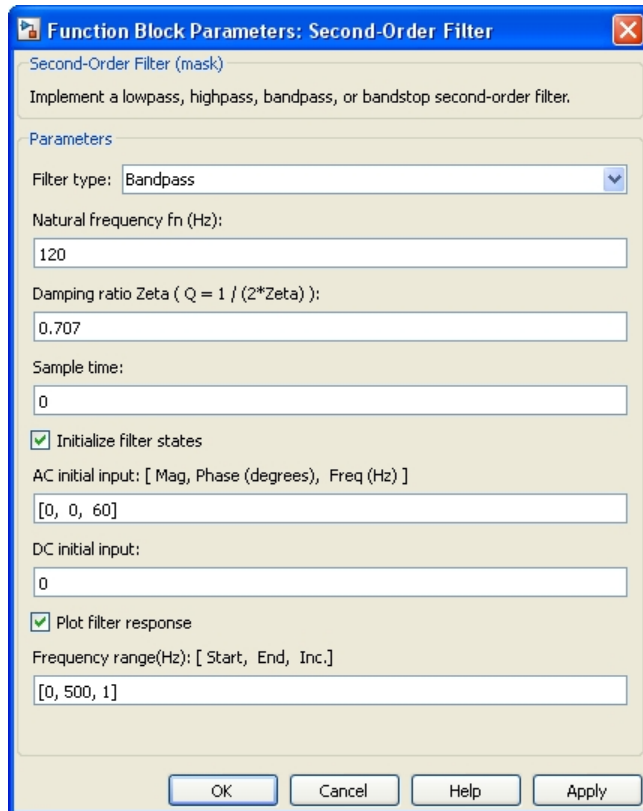 Function Block Parameters: Second-Order Filter
Second-Order Filter (mask)
Implement a lowpass, highpass, bandpass, or bandstop second-order filter.
Parameters
Filter type: Bandpass
Natural frequency fn (Hz):
120
Damping ratio Zeta ( Q = 1 / (2*Zeta) ):
0.707
Sample time:
0
Initialize filter states
AC initial input: [ Mag, Phase (degrees),  Freq (Hz) ]
[0,  0,  60]
DC initial input:
0
Plot filter response
Frequency range(Hz): [ Start,  End,  Inc.]
[0, 500, 1]
OK Cancel Help Apply